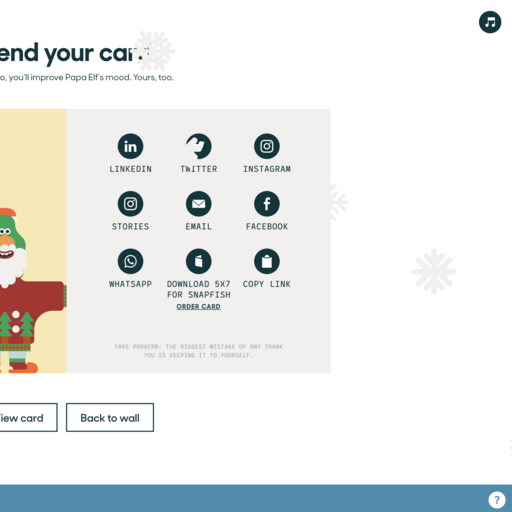 end your car
o, you'll improve Papa Elf's mood. Yours, too.
LINKEDIN
TWITTER
INSTAGRAM
STORIES
EMAIL
FACEBOOK
WHATSAPP
DOWNLOAD 5X7
FOR SNAPFISH
ORDER CARD
COPY LINK
FAKE PROVERB: THE BIGGEST MISTAKE OF ANY THANK
YOU IS KEEPING IT TO YOURSELF.
iew card
Back to wall
?